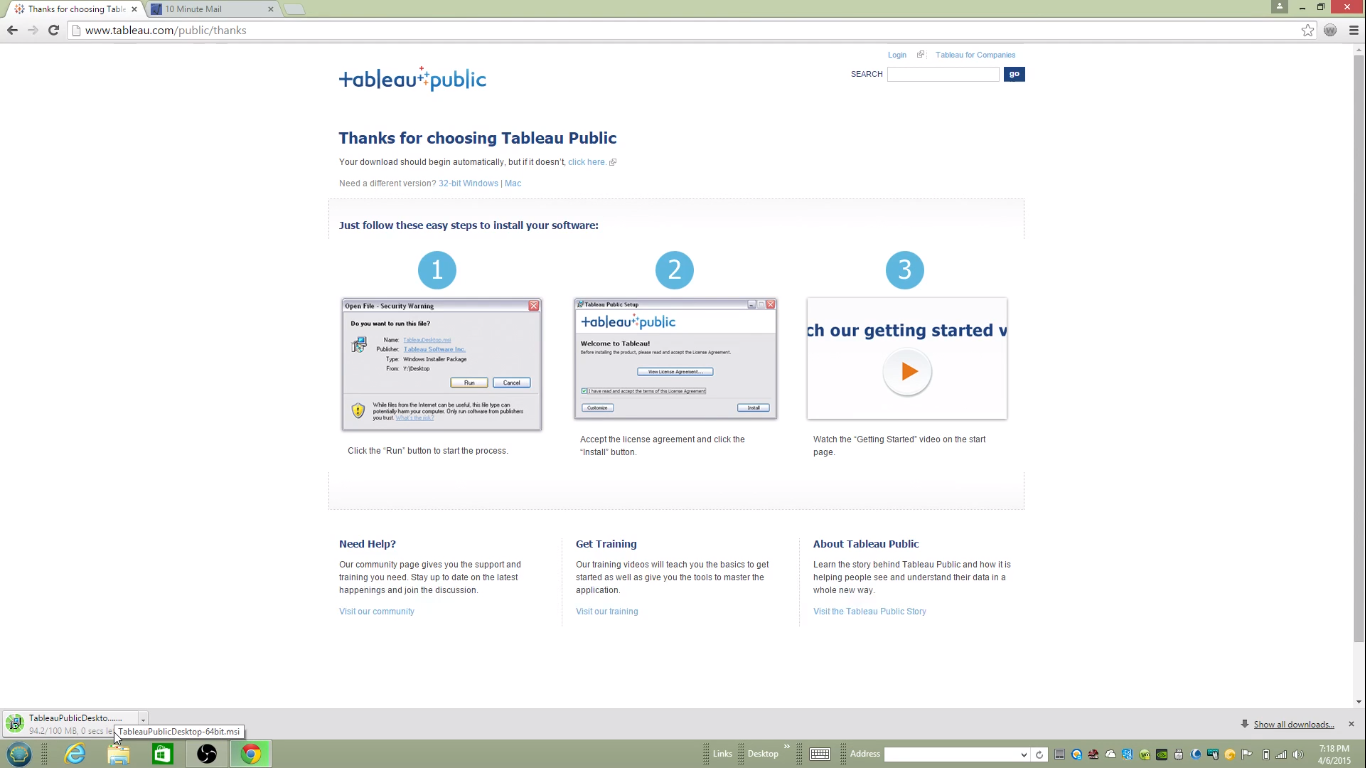 Thanks for choosing Table
10 Minute Mail
www.tableau.com/public/thanks
Login
Tableau for Companies
tableau public
SEARCH
go
Thanks for choosing Tableau Public
Your download should begin automatically, but if it doesn't, click here
Need a different version? 32-bit Windows | Mac
Just follow these easy steps to install your software:
1
2
3
Open File - Security Warning
Do you want to run this file?
Name: TableauDesktop.msi
Publisher: Tableau Software Inc.
Type: Windows Installer Package
From: Y:\Desktop
Run
Cancel
While files from the Internet can be useful, this file type can
potentially harm your computer. Only run software from publishers
you trust. What's the risk?
Tableau Public Setup
tableau public
Welcome to Tableau!
Before installing the product, please read and accept the License Agreement.
View License Agreement...
I have read and accept the terms of this License Agreement
Customize
Install
ch our getting started v
Click the "Run" button to start the process.
Accept the license agreement and click the
"Install" button.
Watch the "Getting Started" video on the start
page.
Need Help?
Our community page gives you the support and
training you need. Stay up to date on the latest
happenings and join the discussion.
Visit our community
Get Training
Our training videos will teach you the basics to get
started as well as give you the tools to master the
application.
Visit our training
About Tableau Public
Learn the story behind Tableau Public and how it is
helping people see and understand their data in a
whole new way.
Visit the Tableau Public Story
TableauPublicDeskto.......
94.2/100 MB, 0 secs le
TableauPublicDesktop-64bit.msi
Show all downloads...
Links
Desktop
Address
7:18 PM
4/6/2015